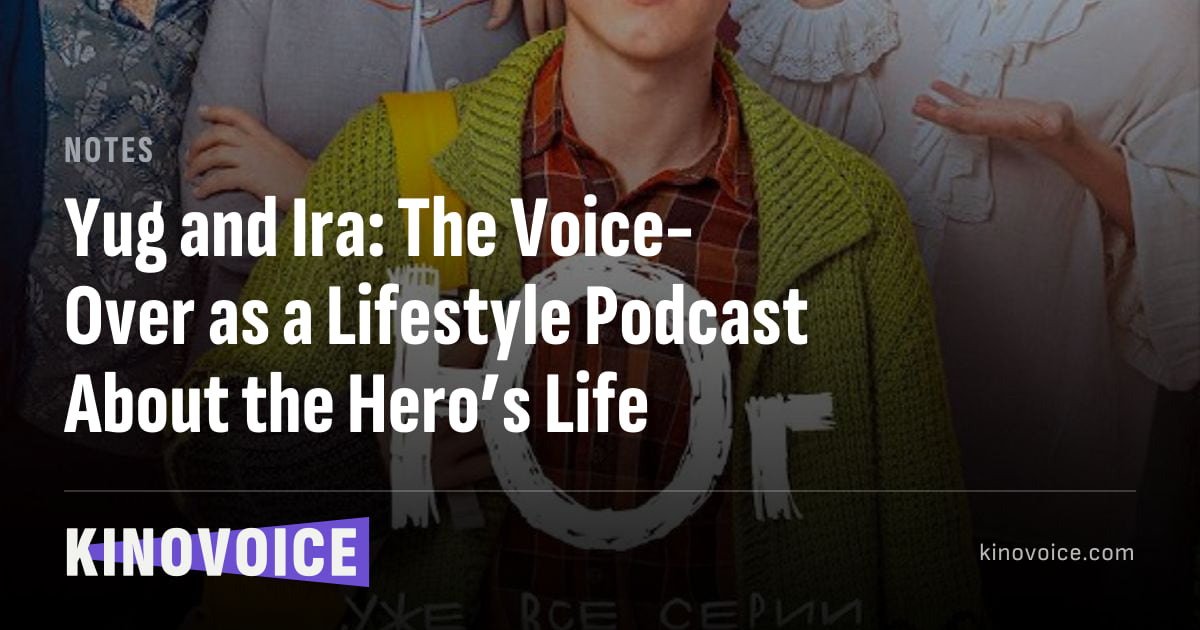 NOTES
Yug and Ira: The Voice-
Over as a Lifestyle Podcast
About the Hero’s Life
ЮГ
KINOVOICE
kinovoice.com
УЖЕ ВСЕ СЕРИИ